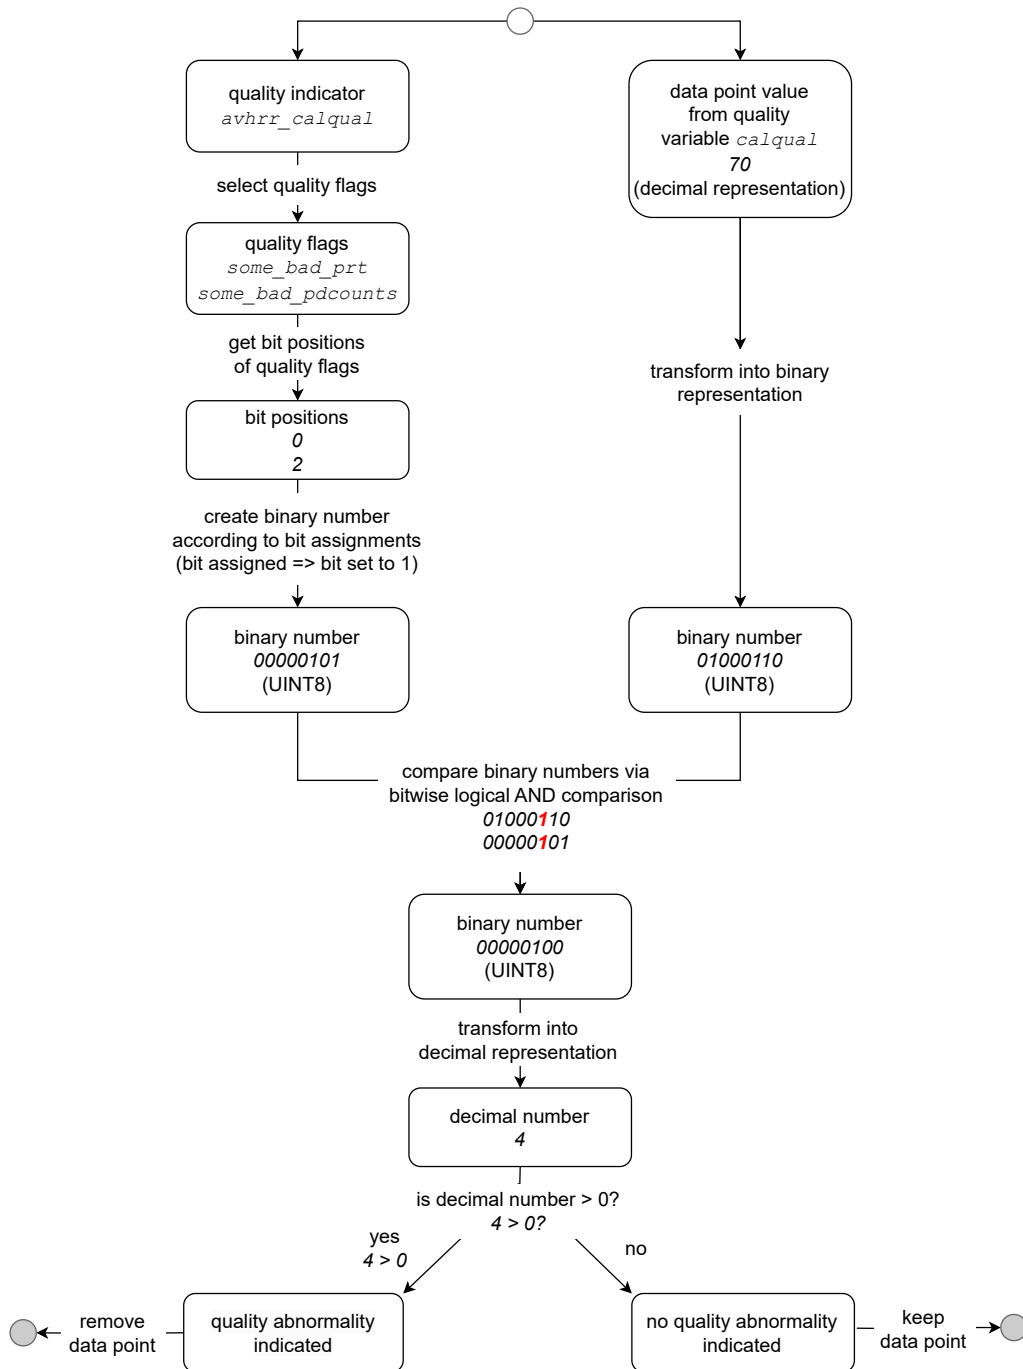 quality indicator
avhrr_calqual
select quality flags
quality flags
some_bad_prt
some_bad_pdcounts
get bit positions
of quality flags
bit positions
0
2
create binary number
according to bit assignments
(bit assigned => bit set to 1)
binary number
00000101
(UINT8)
data point value
from quality
variable calqual
70
(decimal representation)
transform into binary
representation
binary number
01000110
(UINT8)
compare binary numbers via
bitwise logical AND comparison
01000110
00000101
binary number
00000100
(UINT8)
transform into
decimal representation
decimal number
4
is decimal number > 0?
4 > 0?
yes
4 > 0
no
remove
data point
quality abnormality
indicated
no quality abnormality
indicated
keep
data point